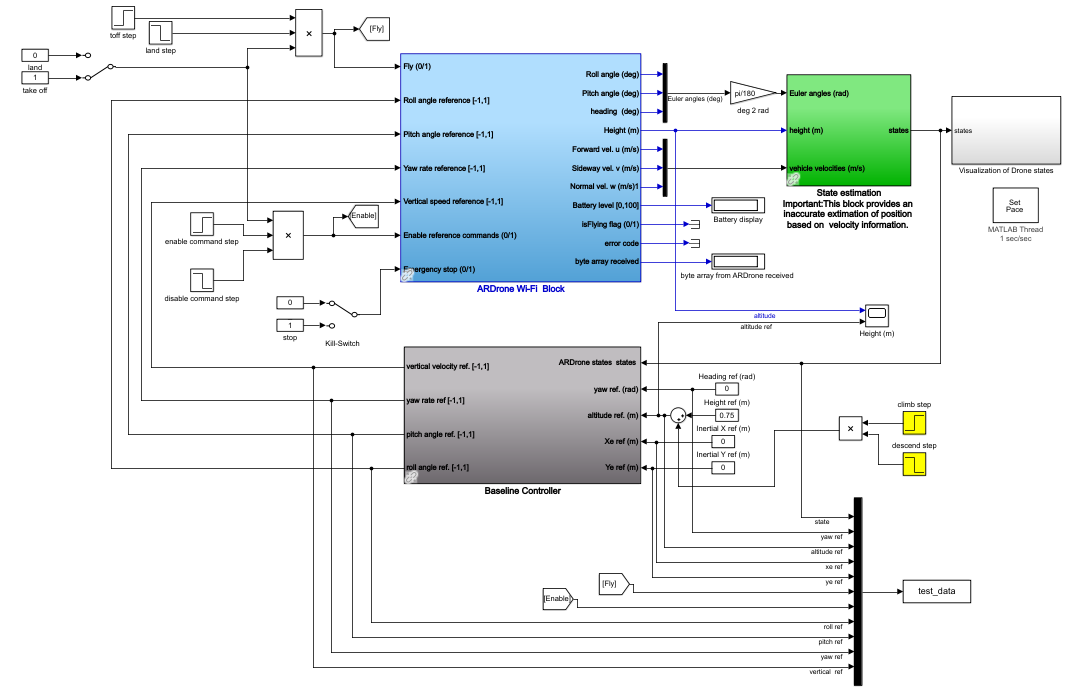 toff step
land step
×
[Fly]
0
land
1
take off
Fly (0/1)
Roll angle reference [-1,1]
Pitch angle reference [-1,1]
Yaw rate reference [-1,1]
Vertical speed reference [-1,1]
Enable reference commands (0/1)
Emergency stop (0/1)
Roll angle (deg)
Pitch angle (deg)
heading (deg)
Height (m)
Forward vel. u (m/s)
Sideway vel. v (m/s)
Normal vel. w (m/s)1
Battery level [0,100]
isFlying flag (0/1)
error code
byte array received
ARDrone Wi-Fi Block
Euler angles (deg)
pi/180
deg 2 rad
Euler angles (rad)
height (m)
vehicle velocities (m/s)
states
State estimation
Important:This block provides an
inaccurate extimation of position
based on velocity information.
states
Visualization of Drone states
Set
Pace
MATLAB Thread
1 sec/sec
Battery display
byte array from ARDrone received
enable command step
×
[Enable]
disable command step
0
1
stop
Kill-Switch
altitude
altitude ref
Height (m)
vertical velocity ref. [-1,1]
yaw rate ref [-1,1]
pitch angle ref. [-1,1]
roll angle ref. [-1,1]
ARDrone states states
yaw ref. (rad)
altitude ref. (m)
Xe ref (m)
Ye ref (m)
Baseline Controller
Heading ref (rad)
0
Height ref (m)
0.75
Inertial X ref (m)
0
Inertial Y ref (m)
0
×
climb step
descend step
state
yaw ref
altitude ref
xe ref
ye ref
[Fly]
[Enable]
roll ref
pitch ref
yaw ref
vertical ref
test_data